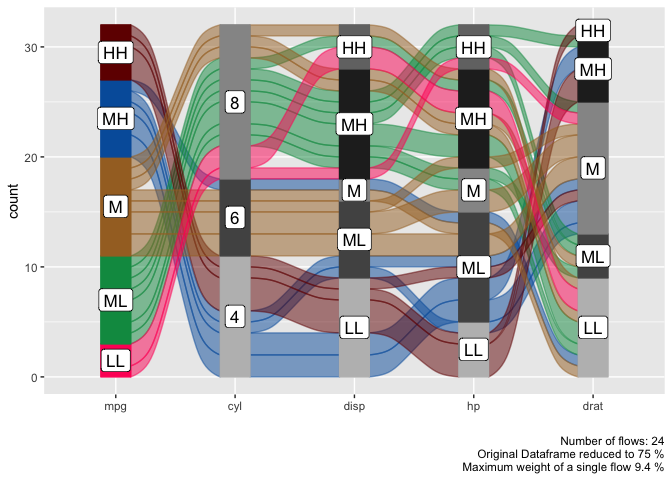 count
30
20
10
0
HH
MH
M
ML
LL
8
6
4
HH
MH
M
ML
LL
HH
MH
M
ML
LL
HH
MH
M
ML
LL
mpg
cyl
disp
hp
drat
Number of flows: 24
Original Dataframe reduced to 75 %
Maximum weight of a single flow 9.4 %